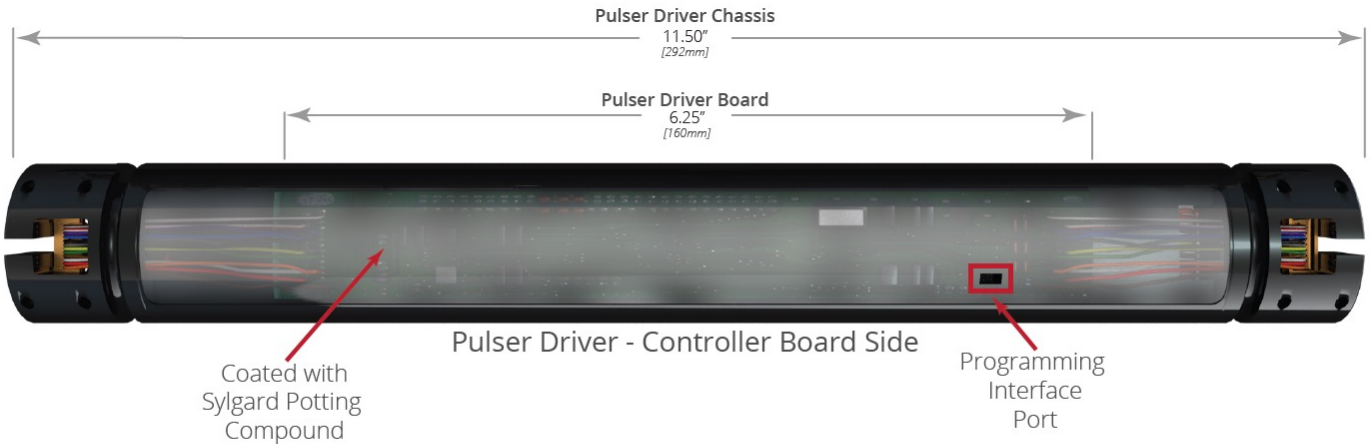 Pulser Driver Chassis
11.50”
[292mm]
Pulser Driver Board
6.25”
[160mm]
Pulser Driver - Controller Board Side
Coated with
Sylgard Potting
Compound
Programming
Interface
Port